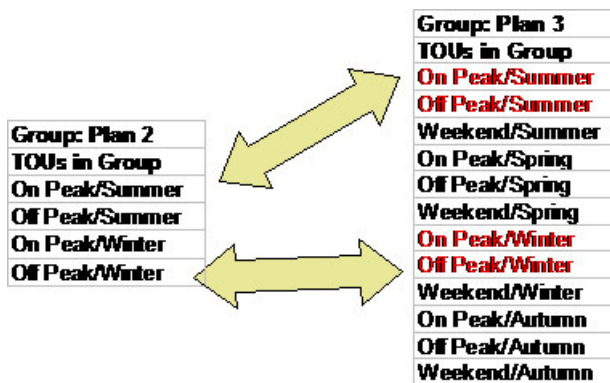 Group: Plan 2
TOUs in Group
On Peak/Summer
Off Peak/Summer
On Peak/Winter
Off Peak/Winter
Group: Plan 3
TOUs in Group
On Peak/Summer
Off Peak/Summer
Weekend/Summer
On Peak/Spring
Off Peak/Spring
Weekend/Spring
On Peak/Winter
Off Peak/Winter
Weekend/Winter
On Peak/Autumn
Off Peak/Autumn
Weekend/Autumn